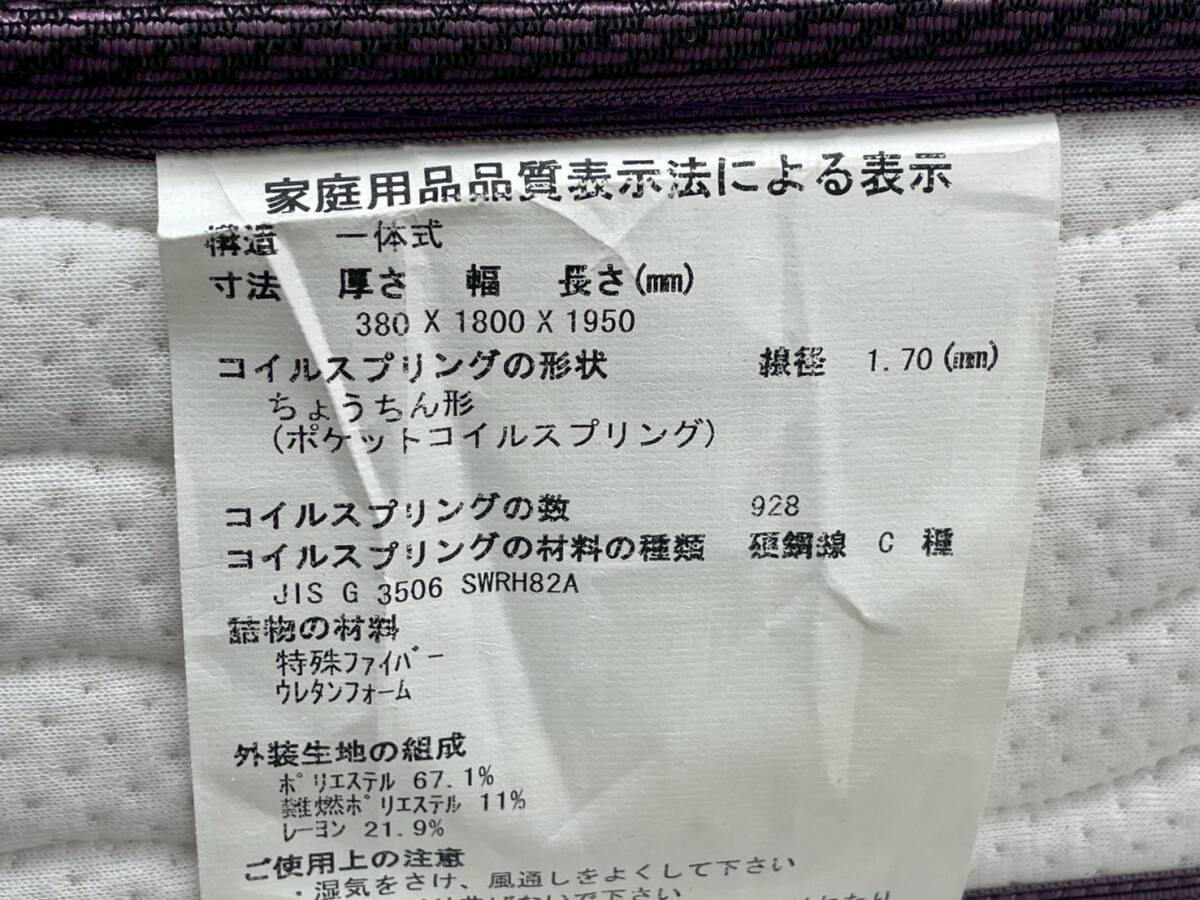 家庭用品品質表示法による表示
構造 一体式
寸法 厚さ 幅 長さ(mm)
380 X 1800 X 1950
コイルスプリングの形状 線径 1.70(mm)
ちょうちん形
(ポケットコイルスプリング)
コイルスプリングの数 928
コイルスプリングの材料の種類 硬鋼線 C 種
JIS G 3506 SWRH82A
詰物の材料
特殊ファイバー
ウレタンフォーム
外装生地の組成
ポリエステル 67.1%
難燃ポリエステル 11%
レーヨン 21.9%
ご使用上の注意
・湿気をさけ、風通しをよくして下さい